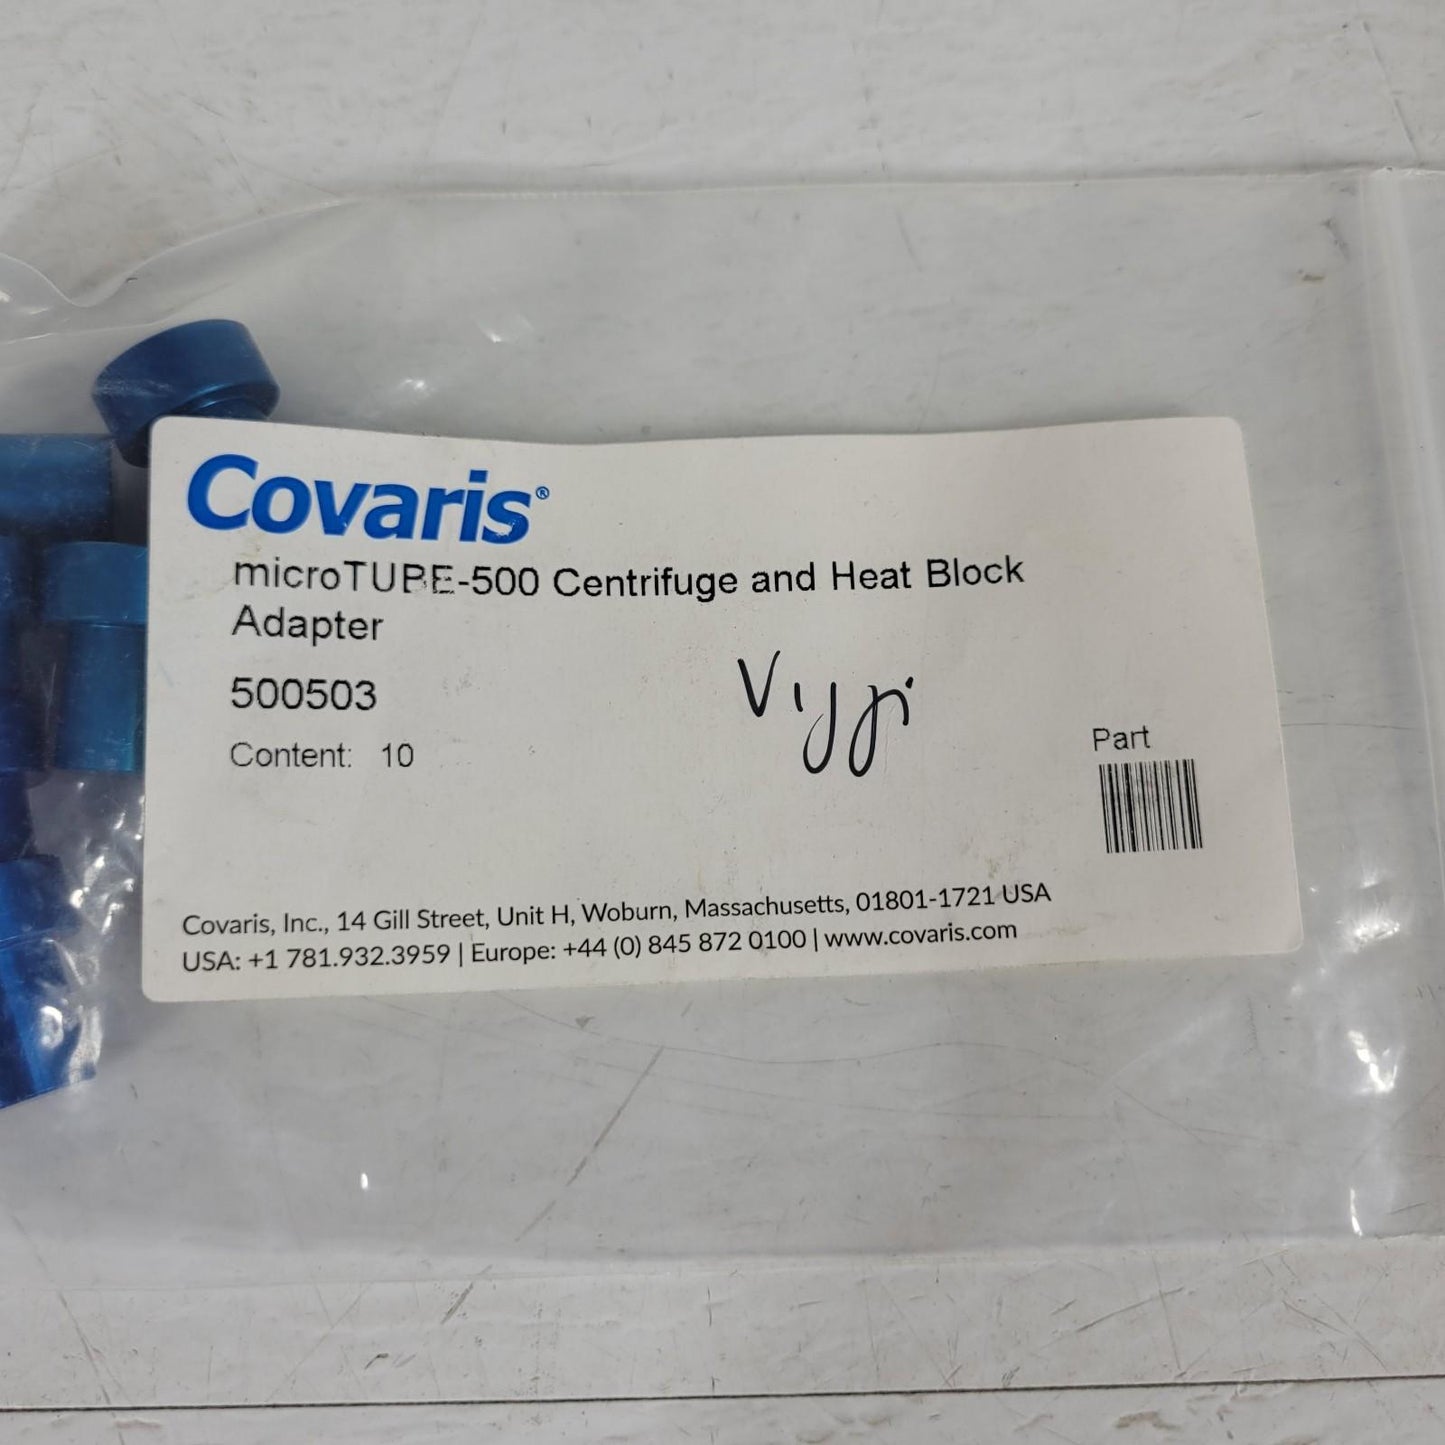 Covaris®
microTUBE-500 Centrifuge and Heat Block
Adapter
500503
Content: 10
Part
Covaris, Inc., 14 Gill Street, Unit H, Woburn, Massachusetts, 01801-1721 USA
USA: +1 781.932.3959 | Europe: +44 (0) 845 872 0100 | www.covaris.com